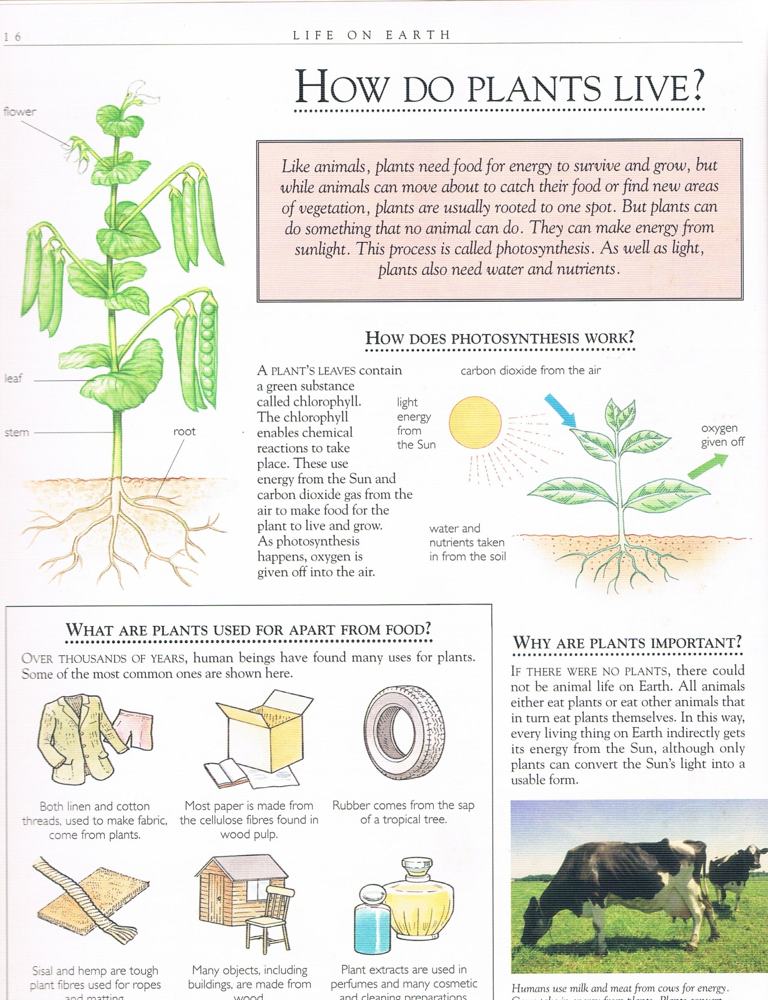 16
LIFE ON EARTH
HOW DO PLANTS LIVE?
flower
leaf
stem
root
Like animals, plants need food for energy to survive and grow, but
while animals can move about to catch their food or find new areas
of vegetation, plants are usually rooted to one spot. But plants can
do something that no animal can do. They can make energy from
sunlight. This process is called photosynthesis. As well as light,
plants also need water and nutrients.
HOW DOES PHOTOSYNTHESIS WORK?
A PLANT'S LEAVES contain
a green substance
called chlorophyll.
The chlorophyll
enables chemical
reactions to take
place. These use
energy from the Sun and
carbon dioxide gas from the
air to make food for the
plant to live and grow.
As photosynthesis
happens, oxygen is
given off into the air.
carbon dioxide from the air
light
energy
from
the Sun
oxygen
given off
water and
nutrients taken
in from the soil
WHAT ARE PLANTS USED FOR APART FROM FOOD?
OVER THOUSANDS OF YEARS, human beings have found many uses for plants.
Some of the most common ones are shown here.
Both linen and cotton
threads, used to make fabric,
come from plants.
Most paper is made from
the cellulose fibres found in
wood pulp.
Rubber comes from the sap
of a tropical tree.
Sisal and hemp are tough
plant fibres used for ropes
and matting
Many objects, including
buildings, are made from
wood
Plant extracts are used in
perfumes and many cosmetic
and cleaning preparations
WHY ARE PLANTS IMPORTANT?
IF THERE WERE NO PLANTS, there could
not be animal life on Earth. All animals
either eat plants or eat other animals that
in turn eat plants themselves. In this way,
every living thing on Earth indirectly gets
its energy from the Sun, although only
plants can convert the Sun's light into a
usable form.
Humans use milk and meat from cows for energy.
Cows take in energy from plants. Plants convert